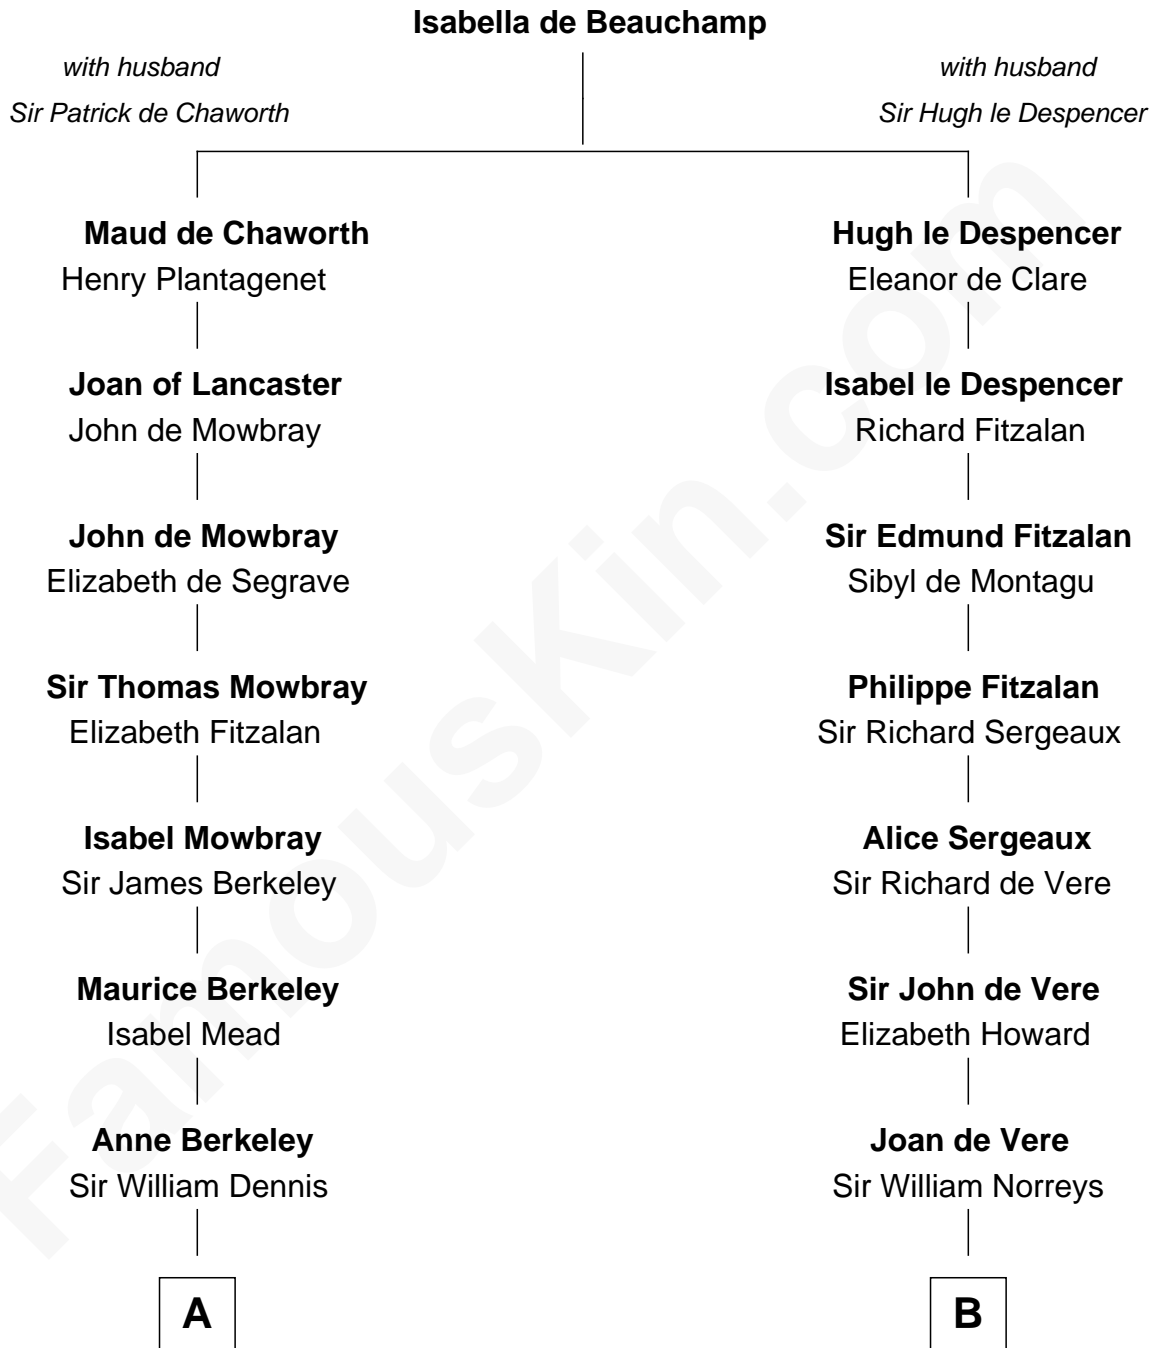 Isabella de Beauchamp
with husband
Sir Patrick de Chaworth
with husband
Sir Hugh le Despencer
Maud de Chaworth
Henry Plantagenet
Joan of Lancaster
John de Mowbray
John de Mowbray
Elizabeth de Segrave
Sir Thomas Mowbray
Elizabeth Fitzalan
Isabel Mowbray
Sir James Berkeley
Maurice Berkeley
Isabel Mead
Anne Berkeley
Sir William Dennis
A
Hugh le Despencer
Eleanor de Clare
Isabel le Despencer
Richard Fitzalan
Sir Edmund Fitzalan
Sibyl de Montagu
Philippe Fitzalan
Sir Richard Sergeaux
Alice Sergeaux
Sir Richard de Vere
Sir John de Vere
Elizabeth Howard
Joan de Vere
Sir William Norreys
B
FamousKin.com